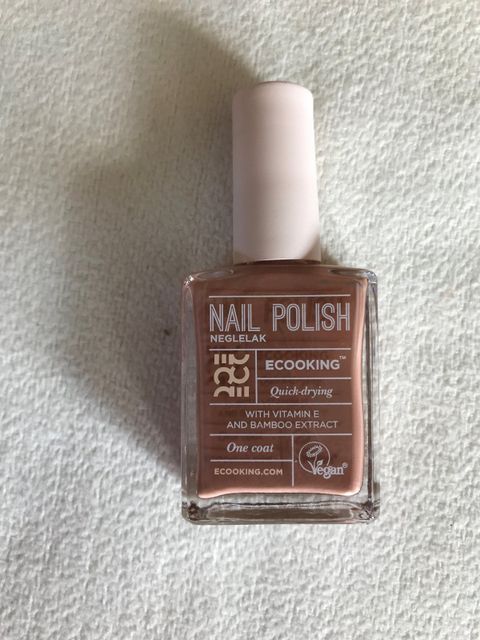 NAIL POLISH
NEGLELAK
ECOOKING™
Quick-drying
WITH VITAMIN E
AND BAMBOO EXTRACT
One coat
Vegan®
ECOOKING.COM